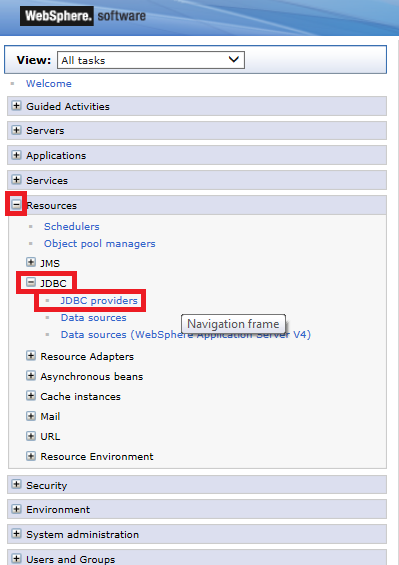 WebSphere. software
View: All tasks
Welcome
Guided Activities
Servers
Applications
Services
Resources
Schedulers
Object pool managers
JMS
JDBC
JDBC providers
Data sources
Navigation frame
Data sources (WebSphere Application Server V4)
Resource Adapters
Asynchronous beans
Cache instances
Mail
URL
Resource Environment
Security
Environment
System administration
Users and Groups